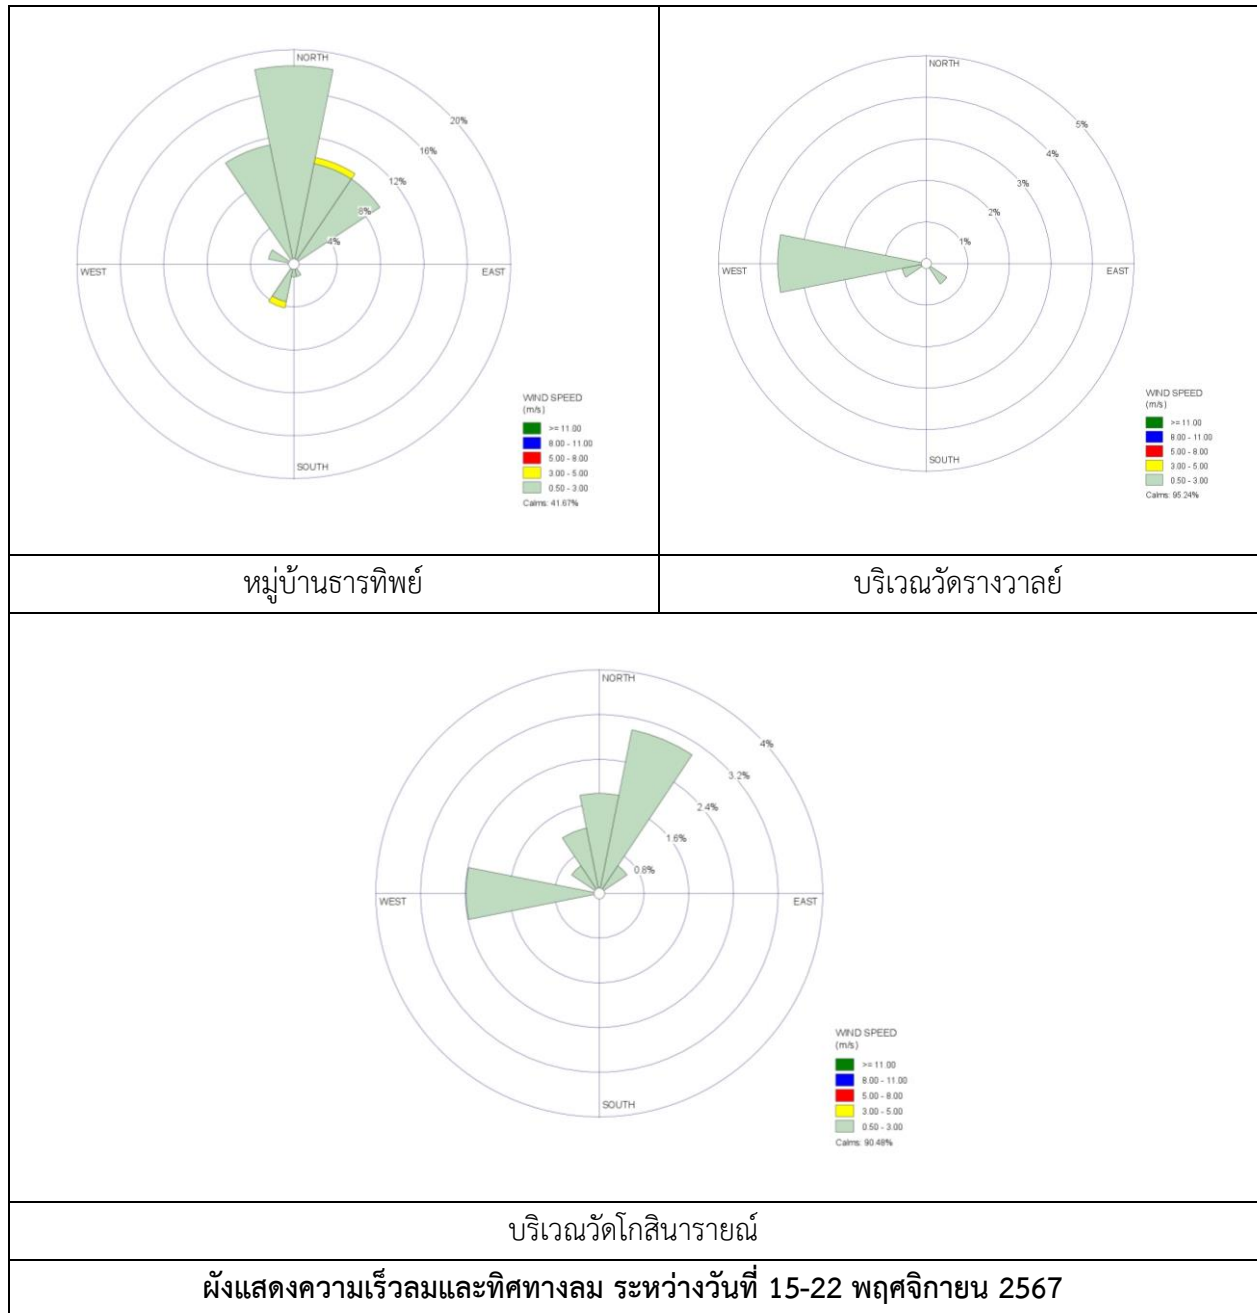 NORTH
20%
16%
12%
8%
4%
WEST
EAST
SOUTH
WIND SPEED
(m/s)
>= 11.00
8.00 - 11.00
5.00 - 8.00
3.00 - 5.00
0.50 - 3.00
Calms: 41.67%
NORTH
5%
4%
3%
2%
1%
WEST
EAST
SOUTH
WIND SPEED
(m/s)
>= 11.00
8.00 - 11.00
5.00 - 8.00
3.00 - 5.00
0.50 - 3.00
Calms: 95.24%
หมู่บ้านธารทิพย์
บริเวณวัดรางวาลย์
NORTH
4%
3.2%
2.4%
1.6%
0.8%
WEST
EAST
SOUTH
WIND SPEED
(m/s)
>= 11.00
8.00 - 11.00
5.00 - 8.00
3.00 - 5.00
0.50 - 3.00
Calms: 90.48%
บริเวณวัดโกสินารายณ์
ผังแสดงความเร็วลมและทิศทางลม ระหว่างวันที่ 15-22 พฤศจิกายน 2567